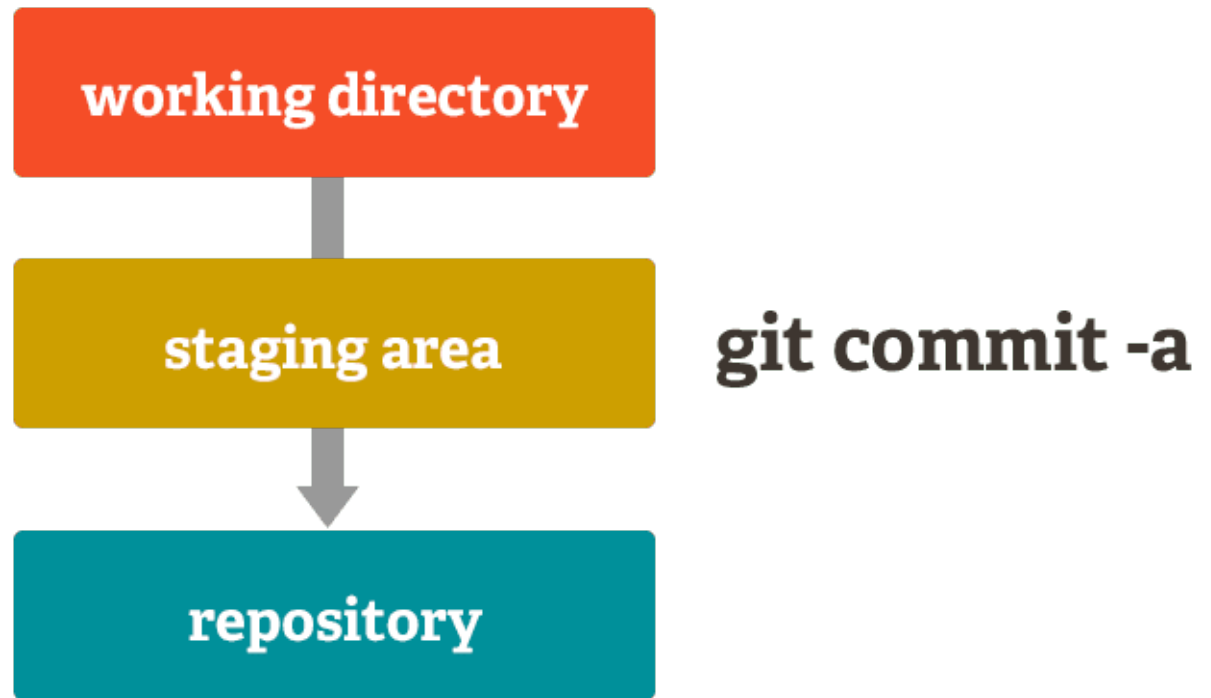 working directory
staging area
git commit -a
repository